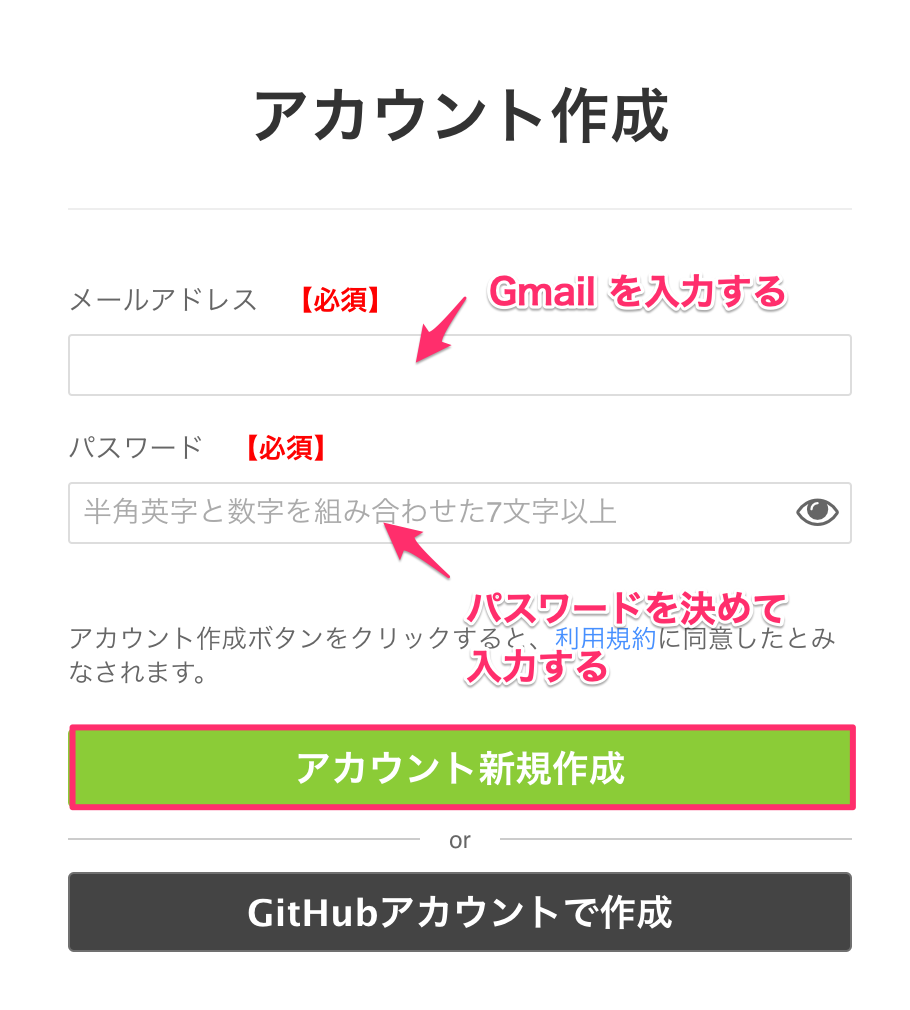 アカウント作成
メールアドレス 【必須】
Gmail を入力する
パスワード 【必須】
半角英字と数字を組み合わせた7文字以上
パスワードを決めて
入力する
アカウント作成ボタンをクリックすると、利用規約に同意したとみ
なされます。
アカウント新規作成
or
GitHubアカウントで作成